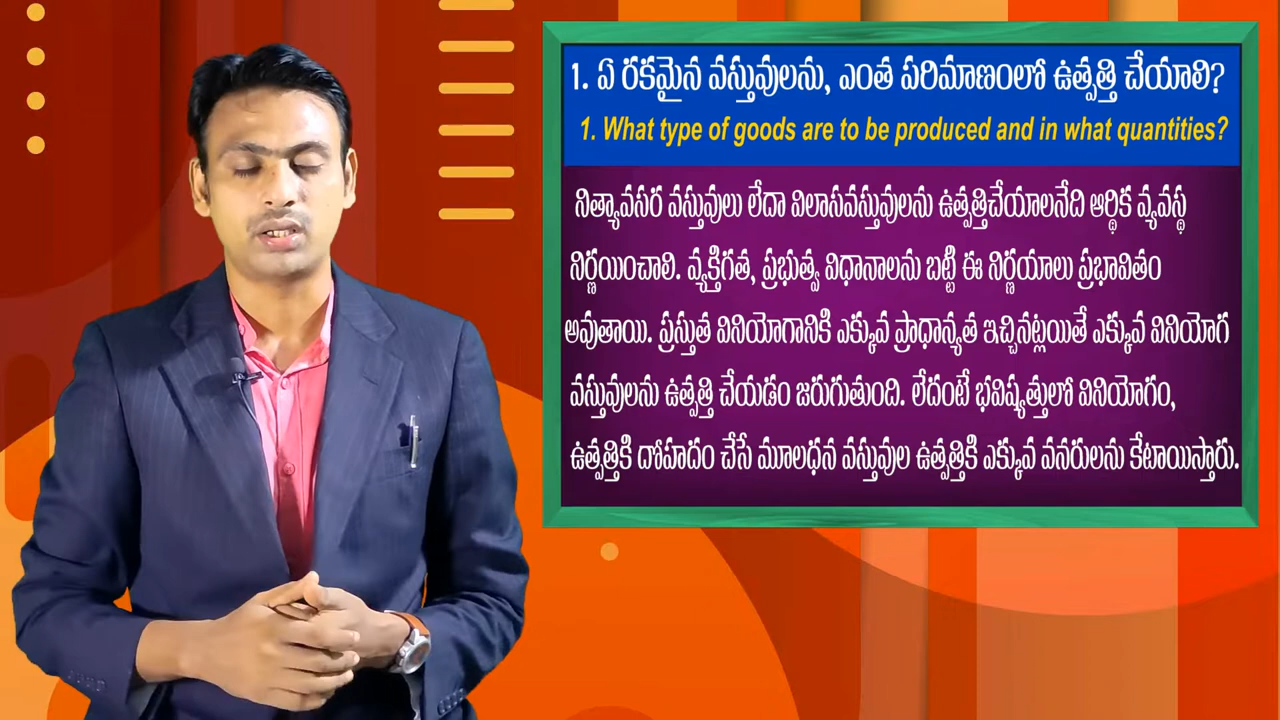 1. ఏ రకమైన వస్తువులను, ఎంత పరిమాణంలో ఉత్పత్తి చేయాలి?
1. What type of goods are to be produced and in what quantities?
నిత్యావసర వస్తువులు లేదా విలాసవస్తువులను ఉత్పత్తిచేయాలనేది ఆర్థిక వ్యవస్థ
నిర్ణయించాలి. వ్యక్తిగత, ప్రభుత్వ విధానాలను బట్టి ఈ నిర్ణయాలు ప్రభావితం
అవుతాయి. ప్రస్తుత వినియోగానికి ఎక్కువ ప్రాధాన్యత ఇచ్చినట్లయితే ఎక్కువ వినియోగ
వస్తువులను ఉత్పత్తి చేయడం జరుగుతుంది. లేదంటే భవిష్యత్తులో వినియోగం,
ఉత్పత్తికి దోహదం చేసే మూలధన వస్తువుల ఉత్పత్తికి ఎక్కువ వనరులను కేటాయిస్తారు.